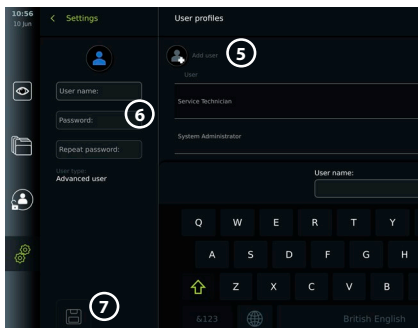 10:56
10 Jun
Settings
User profiles
Add user
5
User
User name:
Service Technician
Password:
6
System Administrator
Repeat password:
User type:
Advanced user
User name:
Q W E R T Y
A S D F G H
Z X C V B
7
&123
British English